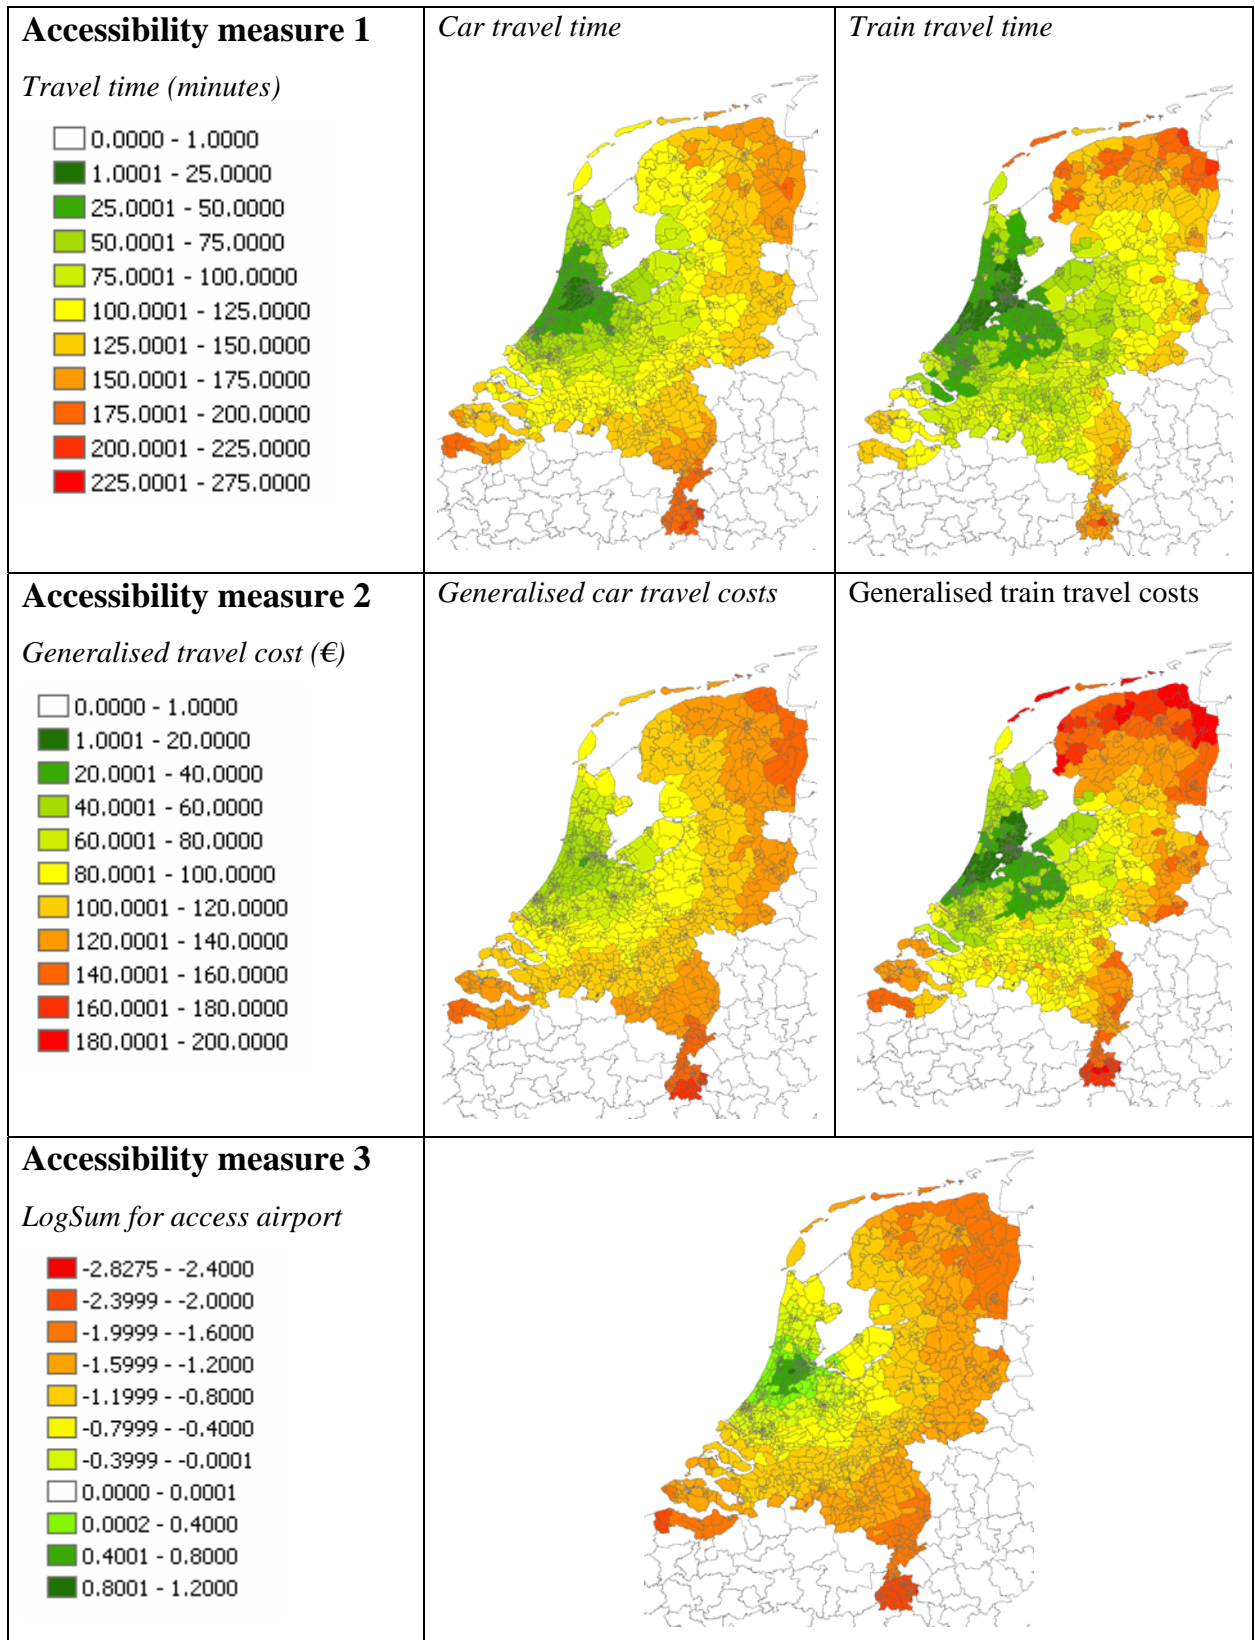 Accessibility measure 1
Travel time (minutes)
0.0000 - 1.0000
1.0001 - 25.0000
25.0001 - 50.0000
50.0001 - 75.0000
75.0001 - 100.0000
100.0001 - 125.0000
125.0001 - 150.0000
150.0001 - 175.0000
175.0001 - 200.0000
200.0001 - 225.0000
225.0001 - 275.0000
Car travel time
Train travel time
Accessibility measure 2
Generalised travel cost (€)
0.0000 - 1.0000
1.0001 - 20.0000
20.0001 - 40.0000
40.0001 - 60.0000
60.0001 - 80.0000
80.0001 - 100.0000
100.0001 - 120.0000
120.0001 - 140.0000
140.0001 - 160.0000
160.0001 - 180.0000
180.0001 - 200.0000
Generalised car travel costs
Generalised train travel costs
Accessibility measure 3
LogSum for access airport
-2.8275 - -2.4000
-2.3999 - -2.0000
-1.9999 - -1.6000
-1.5999 - -1.2000
-1.1999 - -0.8000
-0.7999 - -0.4000
-0.3999 - -0.0001
0.0000 - 0.0001
0.0002 - 0.4000
0.4001 - 0.8000
0.8001 - 1.2000